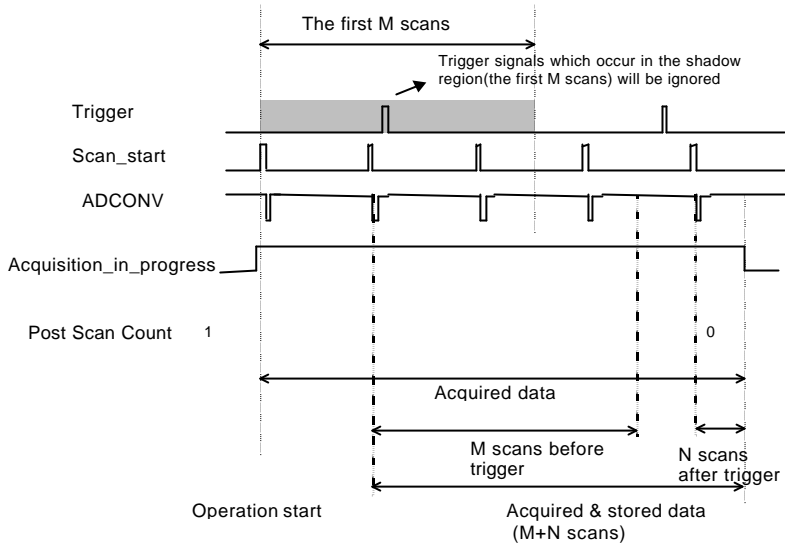 The first M scans
Trigger signals which occur in the shadow
region(the first M scans) will be ignored
Trigger
Scan_start
ADCONV
Acquisition_in_progress
Post Scan Count 1 0
Acquired data
M scans before
trigger
N scans
after trigger
Operation start
Acquired & stored data
(M+N scans)